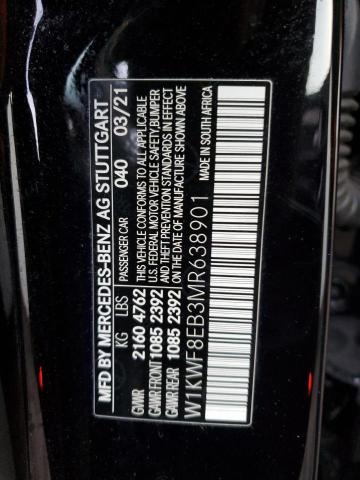 MFD BY MERCEDES-BENZ AG STUTTGART
KG LBS PASSENGER CAR 040 03/21
GVWR 2160 4762 THIS VEHICLE CONFORMS TO ALL APPLICABLE
GAWR FRONT 1085 2392 U.S. FEDERAL MOTOR VEHICLE SAFETY, BUMPER
GAWR REAR 1085 2392 AND THEFT PREVENTION STANDARDS IN EFFECT
ON THE DATE OF MANUFACTURE SHOWN ABOVE
W1KWF8EB3MR638901 MADE IN SOUTH AFRICA